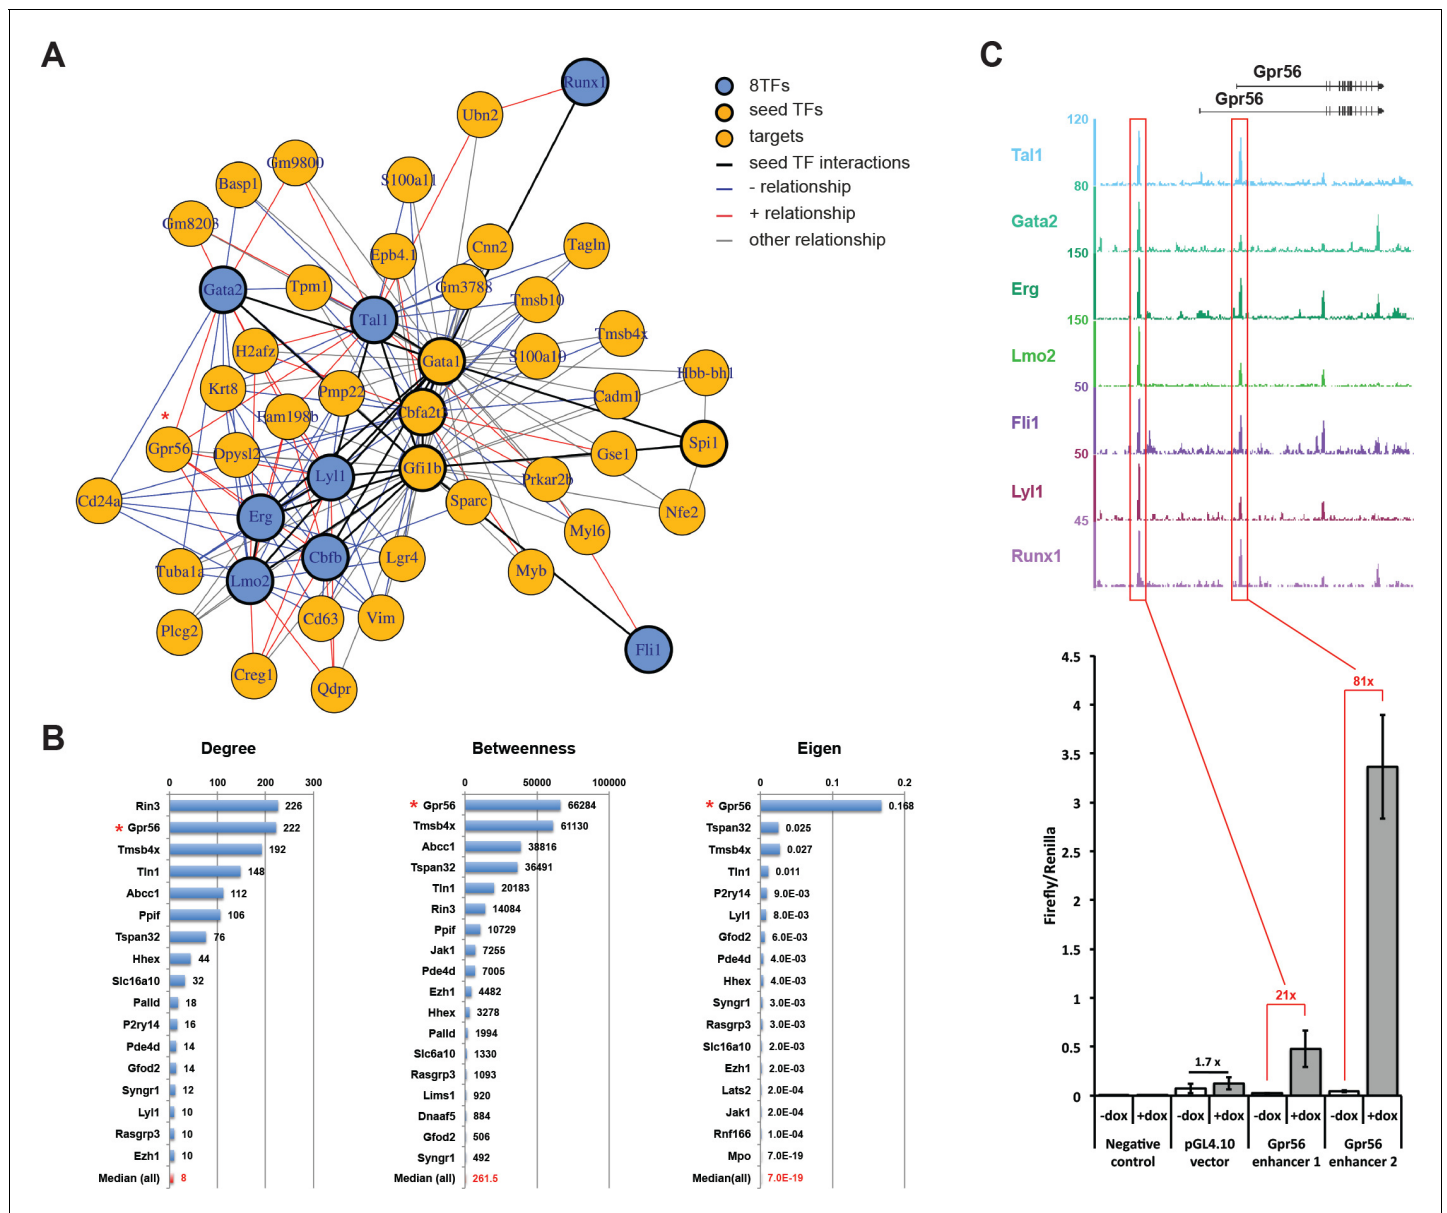 A
8TFs
seed TFs
targets
seed TF interactions
- relationship
+ relationship
other relationship
Runx1
Ubn2
Gm9800
S100a11
Basp1
Gm8203
Cnn2
Tagln
Epb4.1
Gata2
Tpm1
Gm3788
Tmsb10
Tal1
Tmsb4x
H2afz
Gata1
S100a10
Hbb-bh1
Krt8
Pmp22
Cadm1
*
Fam198b
Cbfa2t3
Gpr56
Dpysl2
Spi1
Gse1
Lyl1
Gfi1b
Prkar2b
Cd24a
Sparc
Nfe2
Erg
Myl6
Cbfb
Lgr4
Tuba1a
Lmo2
Myb
Cd63
Vim
Plcg2
Fli1
Creg1
Qdpr
B
Degree
0 100 200 300
Rin3 226
* Gpr56 222
Tmsb4x 192
Tln1 148
Abcc1 112
Ppif 106
Tspan32 76
Hhex 44
Slc16a10 32
Palld 18
P2ry14 16
Pde4d 14
Gfod2 14
Syngr1 12
Lyl1 10
Rasgrp3 10
Ezh1 10
Median (all) 8
Betweenness
0 50000 100000
* Gpr56 66284
Tmsb4x 61130
Abcc1 38816
Tspan32 36491
Tln1 20183
Rin3 14084
Ppif 10729
Jak1 7255
Pde4d 7005
Ezh1 4482
Hhex 3278
Palld 1994
Slc6a10 1330
Rasgrp3 1093
Lims1 920
Dnaaf5 884
Gfod2 506
Syngr1 492
Median (all) 261.5
Eigen
0 0.1 0.2
* Gpr56 0.168
Tspan32 0.025
Tmsb4x 0.027
Tln1 0.011
P2ry14 9.0E-03
Lyl1 8.0E-03
Gfod2 6.0E-03
Pde4d 4.0E-03
Hhex 4.0E-03
Syngr1 3.0E-03
Rasgrp3 3.0E-03
Slc16a10 2.0E-03
Ezh1 2.0E-03
Lats2 2.0E-04
Jak1 2.0E-04
Rnf166 1.0E-04
Mpo 7.0E-19
Median(all) 7.0E-19
C
Gpr56
Gpr56
120
Tal1
80
Gata2
150
Erg
150
Lmo2
50
Fli1
50
Lyl1
45
Runx1
4.5
4
3.5
3
2.5
2
1.5
1
0.5
0
Firefly/Renilla
81x
21x
1.7 x
-dox +dox -dox +dox -dox +dox -dox +dox
Negative control
pGL4.10 vector
Gpr56 enhancer 1
Gpr56 enhancer 2